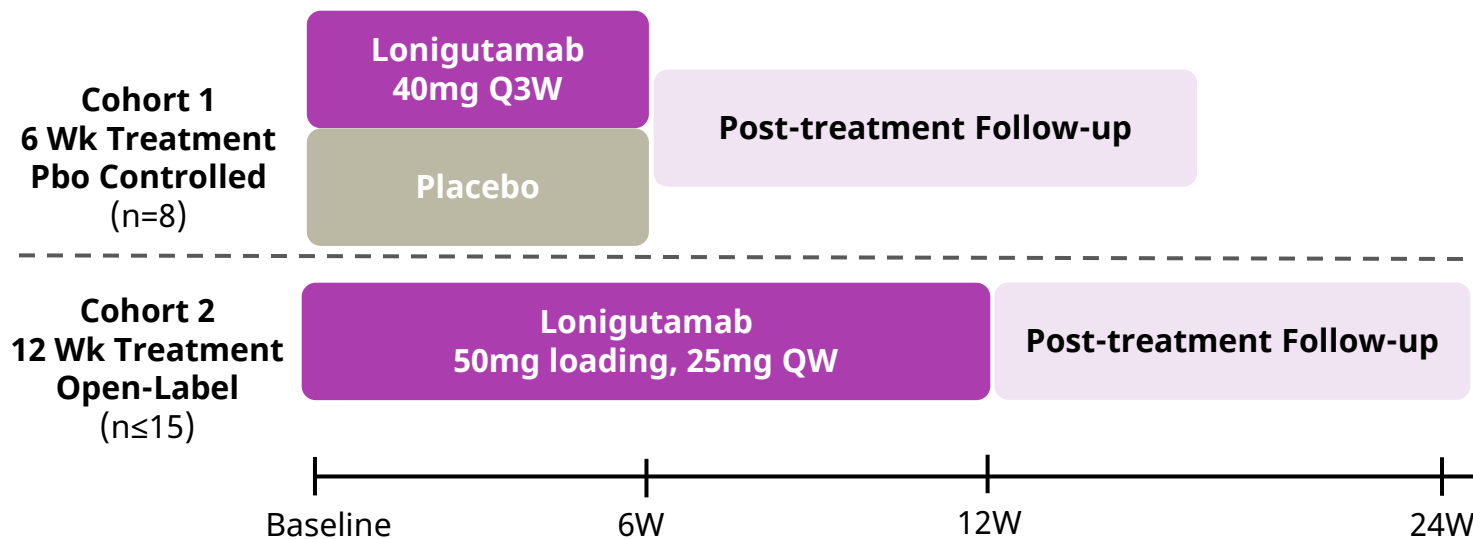 Cohort 1
6 Wk Treatment
Pbo Controlled
(n=8)
Lonigutamab
40mg Q3W
Placebo
Post-treatment Follow-up
Cohort 2
12 Wk Treatment
Open-Label
(n≤15)
Lonigutamab
50mg loading, 25mg QW
Post-treatment Follow-up
Baseline
6W
12W
24W